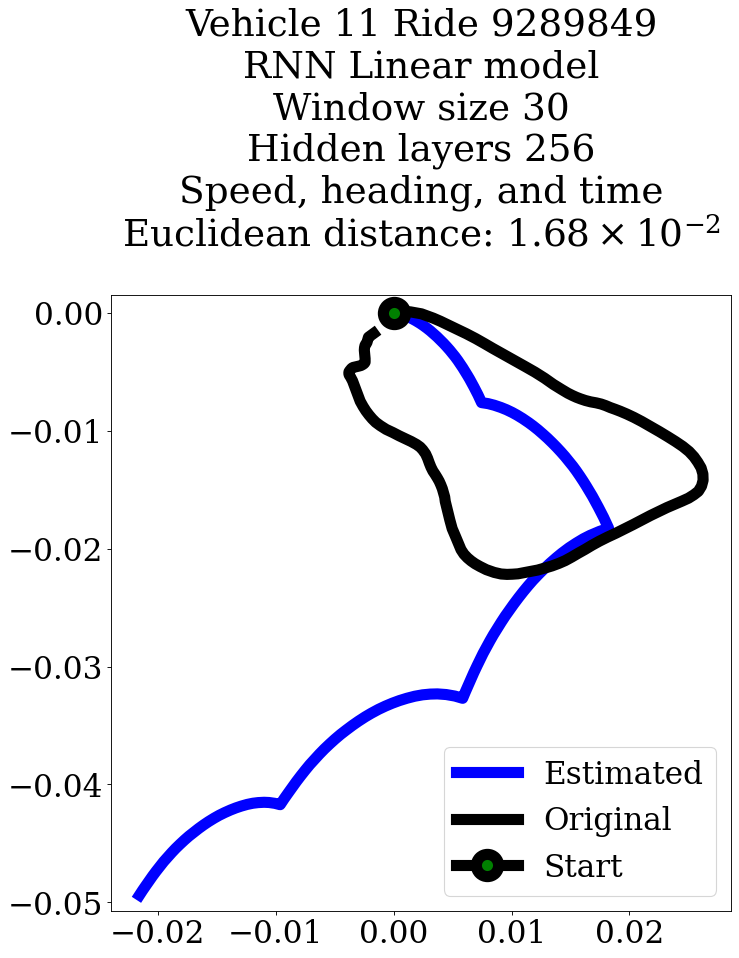 Vehicle 11 Ride 9289849
RNN Linear model
Window size 30
Hidden layers 256
Speed, heading, and time
Euclidean distance: 1.68 × 10⁻²
0.00
−0.01
−0.02
−0.03
−0.04
−0.05
Estimated
Original
Start
−0.02 −0.01 0.00 0.01 0.02